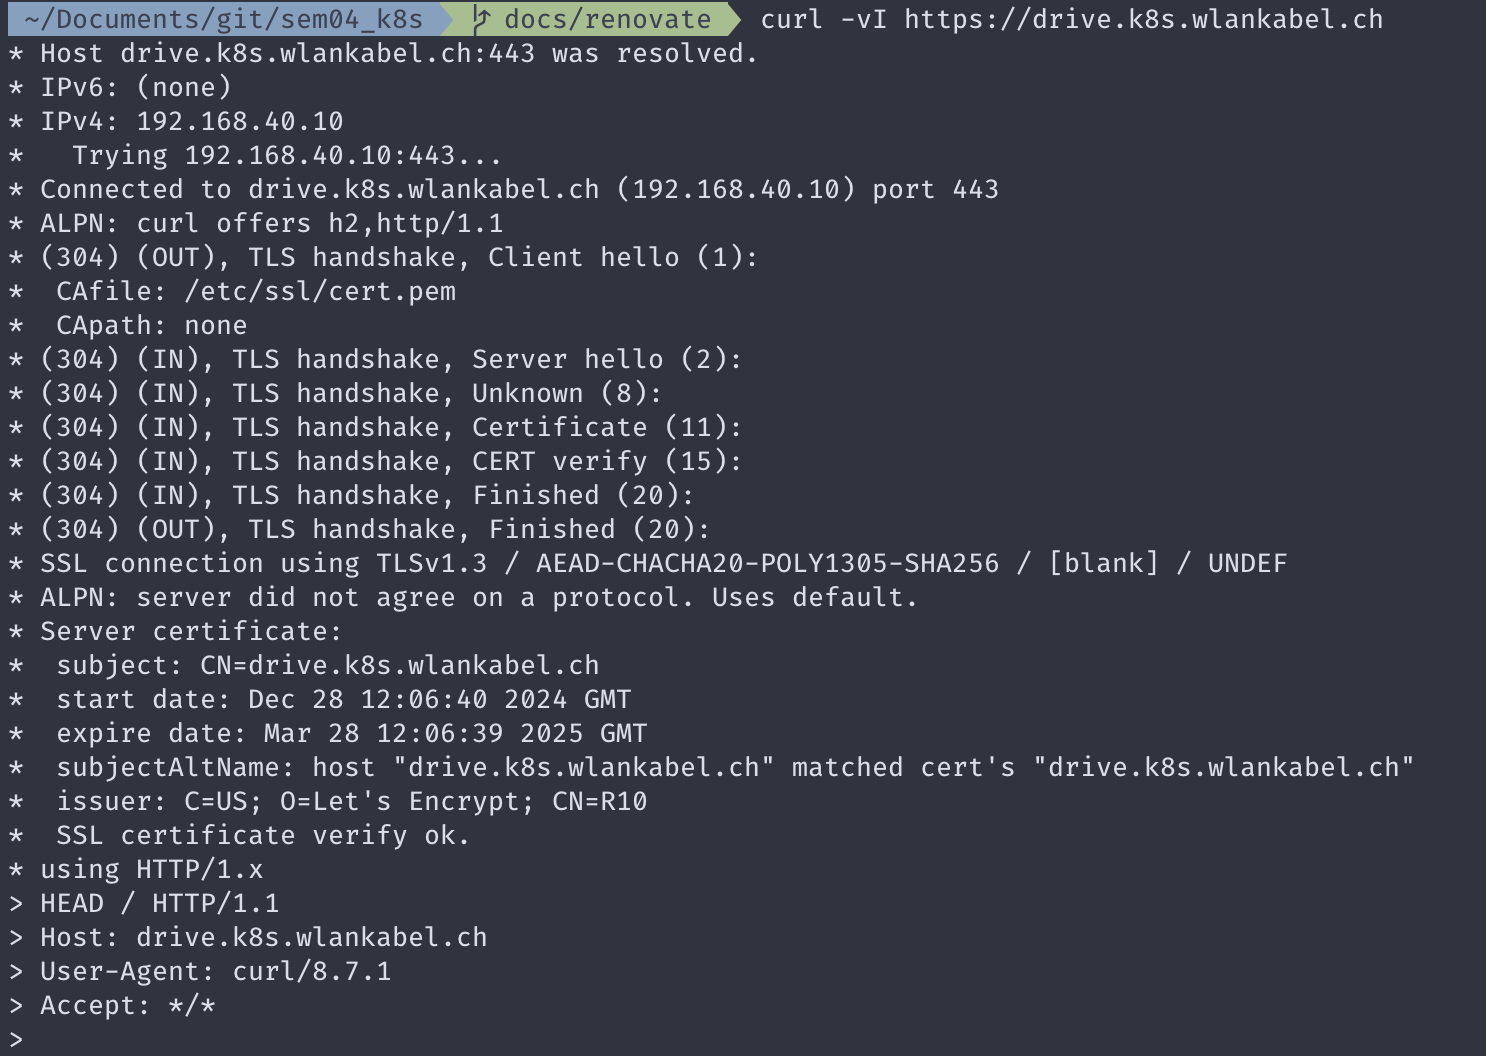 ~/Documents/git/sem04_k8s docs/renovate curl -vI https://drive.k8s.wlankabel.ch
* Host drive.k8s.wlankabel.ch:443 was resolved.
* IPv6: (none)
* IPv4: 192.168.40.10
*   Trying 192.168.40.10:443...
* Connected to drive.k8s.wlankabel.ch (192.168.40.10) port 443
* ALPN: curl offers h2,http/1.1
* (304) (OUT), TLS handshake, Client hello (1):
*  CAfile: /etc/ssl/cert.pem
*  CApath: none
* (304) (IN), TLS handshake, Server hello (2):
* (304) (IN), TLS handshake, Unknown (8):
* (304) (IN), TLS handshake, Certificate (11):
* (304) (IN), TLS handshake, CERT verify (15):
* (304) (IN), TLS handshake, Finished (20):
* (304) (OUT), TLS handshake, Finished (20):
* SSL connection using TLSv1.3 / AEAD-CHACHA20-POLY1305-SHA256 / [blank] / UNDEF
* ALPN: server did not agree on a protocol. Uses default.
* Server certificate:
*  subject: CN=drive.k8s.wlankabel.ch
*  start date: Dec 28 12:06:40 2024 GMT
*  expire date: Mar 28 12:06:39 2025 GMT
*  subjectAltName: host "drive.k8s.wlankabel.ch" matched cert's "drive.k8s.wlankabel.ch"
*  issuer: C=US; O=Let's Encrypt; CN=R10
*  SSL certificate verify ok.
* using HTTP/1.x
> HEAD / HTTP/1.1
> Host: drive.k8s.wlankabel.ch
> User-Agent: curl/8.7.1
> Accept: */*
>